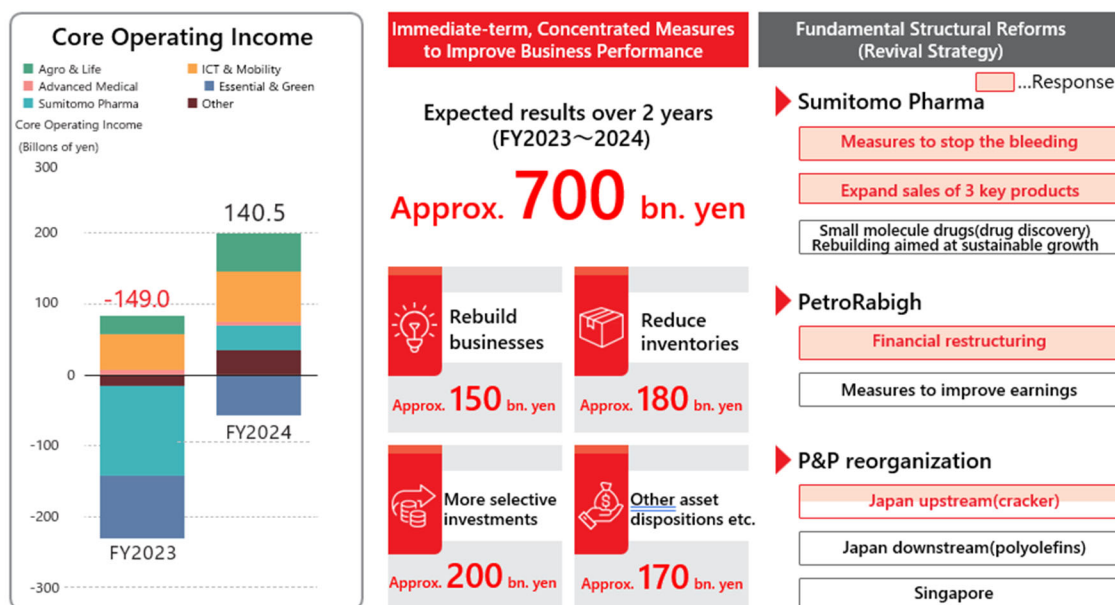 Core Operating Income
Agro & Life
ICT & Mobility
Advanced Medical
Essential & Green
Sumitomo Pharma
Other
Core Operating Income
(Billons of yen)
300
200
100
0
-100
-200
-300
-149.0
140.5
FY2023
FY2024
Immediate-term, Concentrated Measures
to Improve Business Performance
Expected results over 2 years
(FY2023～2024)
Approx. 700 bn. yen
Rebuild
businesses
Approx. 150 bn. yen
Reduce
inventories
Approx. 180 bn. yen
More selective
investments
Approx. 200 bn. yen
Other asset
dispositions etc.
Approx. 170 bn. yen
Fundamental Structural Reforms
(Revival Strategy)
...Response
Sumitomo Pharma
Measures to stop the bleeding
Expand sales of 3 key products
Small molecule drugs(drug discovery)
Rebuilding aimed at sustainable growth
PetroRabigh
Financial restructuring
Measures to improve earnings
P&P reorganization
Japan upstream(cracker)
Japan downstream(polyolefins)
Singapore